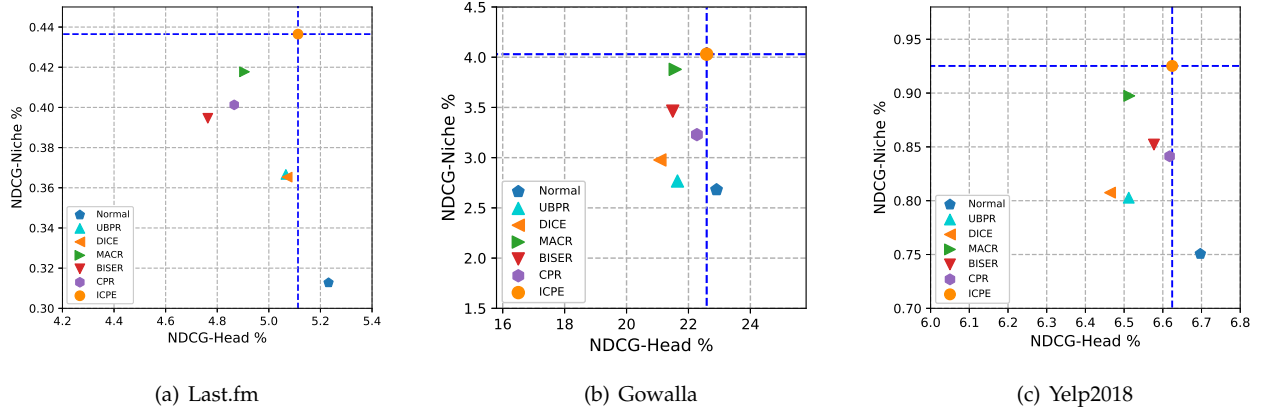 NDCG-Niche %
0.44
0.42
0.40
0.38
0.36
0.34
0.32
0.30
Normal
UBPR
DICE
MACR
BISER
CPR
ICPE
4.2 4.4 4.6 4.8 5.0 5.2 5.4
NDCG-Head %
(a) Last.fm
NDCG-Niche %
4.5
4.0
3.5
3.0
2.5
2.0
1.5
Normal
UBPR
DICE
MACR
BISER
CPR
ICPE
16 18 20 22 24
NDCG-Head %
(b) Gowalla
NDCG-Niche %
0.95
0.90
0.85
0.80
0.75
0.70
Normal
UBPR
DICE
MACR
BISER
CPR
ICPE
6.0 6.1 6.2 6.3 6.4 6.5 6.6 6.7 6.8
NDCG-Head %
(c) Yelp2018